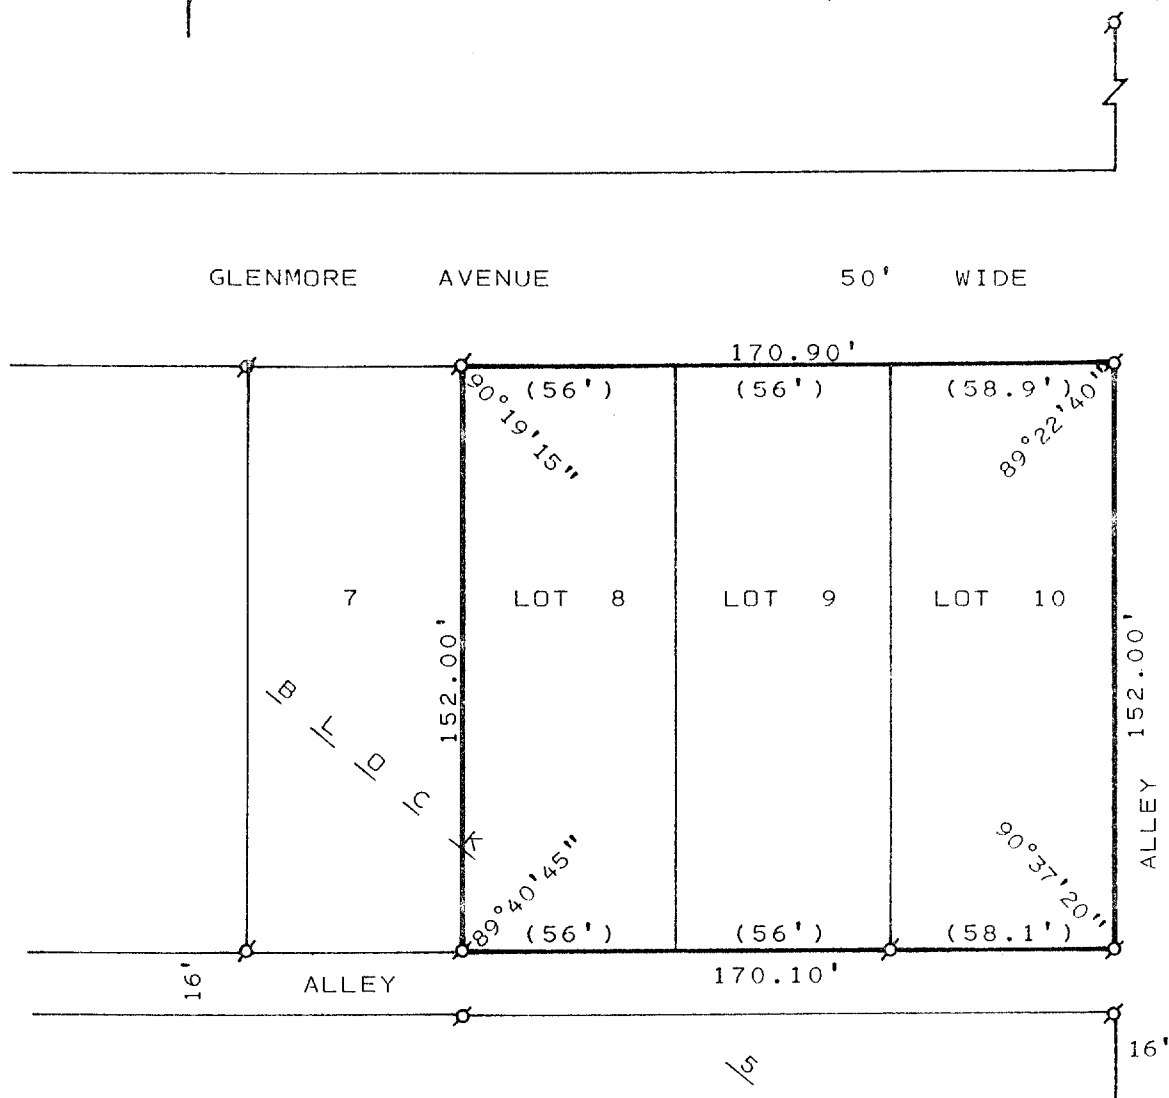 GLENMORE AVENUE 50' WIDE
170.90'
(56') (56') (58.9')
90°19'15"
89°22'40"
7 LOT 8 LOT 9 LOT 10
152.00'
152.00'
BLOCK
ALLEY
89°40'45"
90°37'20"
(56') (56') (58.1')
16'
ALLEY
170.10'
16'
5